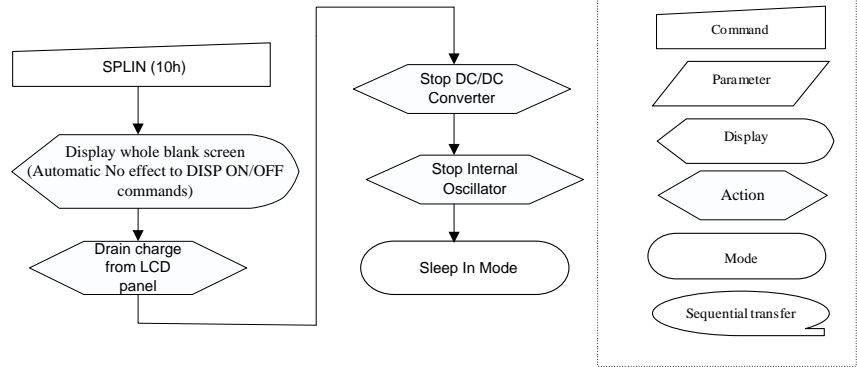 SPLIN (10h)
Display whole blank screen
(Automatic No effect to DISP ON/OFF
commands)
Drain charge
from LCD
panel
Stop DC/DC
Converter
Stop Internal
Oscillator
Sleep In Mode
Command
Parameter
Display
Action
Mode
Sequential transfer